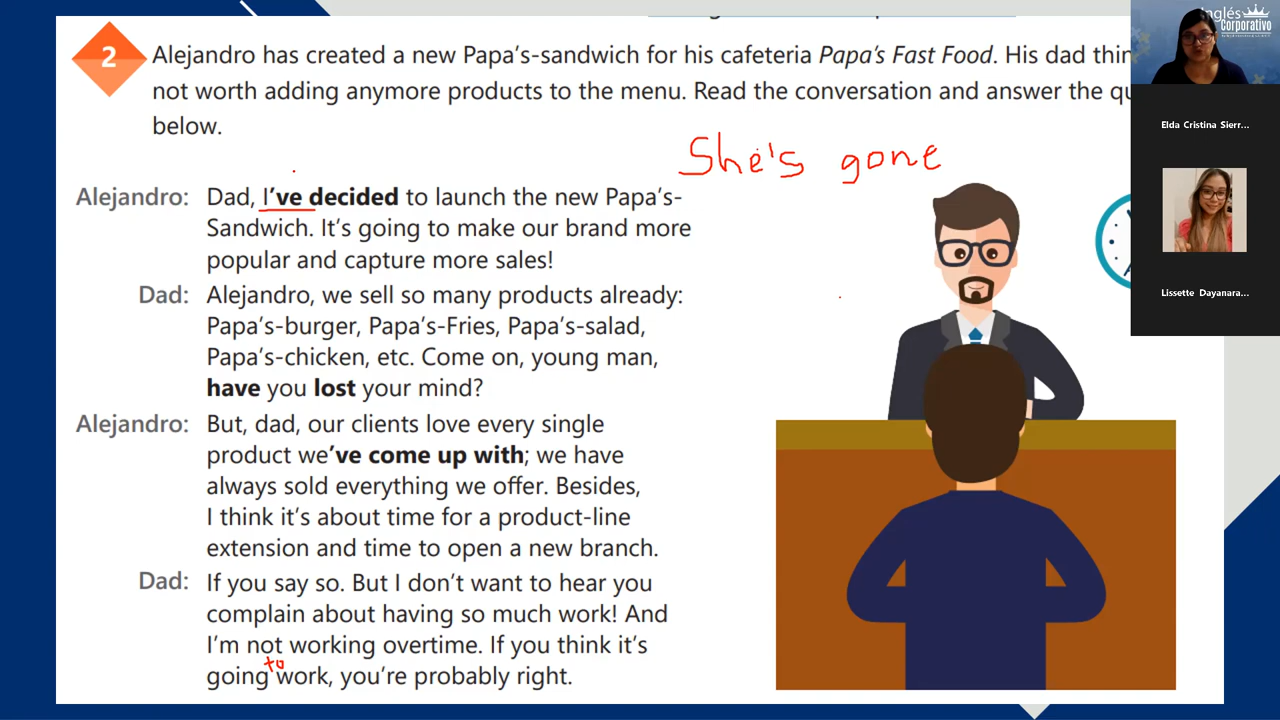 2
Alejandro has created a new Papa's-sandwich for his cafeteria Papa's Fast Food. His dad
not worth adding anymore products to the menu. Read the conversation and answer the
below.
She's gone
Alejandro: Dad, I've decided to launch the new Papa's-
Sandwich. It's going to make our brand more
popular and capture more sales!
Dad: Alejandro, we sell so many products already:
Papa's-burger, Papa's-Fries, Papa's-salad,
Papa's-chicken, etc. Come on, young man,
have you lost your mind?
Alejandro: But, dad, our clients love every single
product we've come up with; we have
always sold everything we offer. Besides,
I think it's about time for a product-line
extension and time to open a new branch.
Dad: If you say so. But I don't want to hear you
complain about having so much work! And
I'm not working overtime. If you think it's
going to work, you're probably right.
Inglés
Corporativo
Elda Cristina Sierr...
Lissette Dayanara...